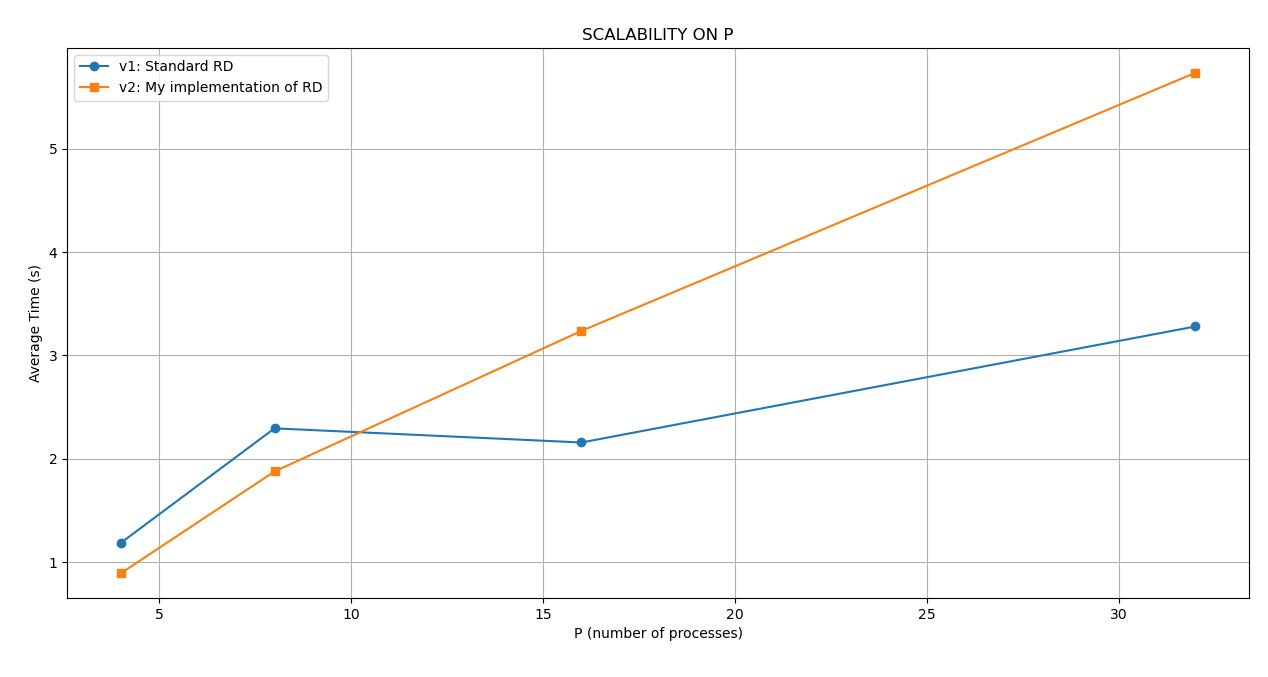 SCALABILITY ON P
v1: Standard RD
v2: My implementation of RD
5
4
3
2
1
Average Time (s)
5 10 15 20 25 30
P (number of processes)